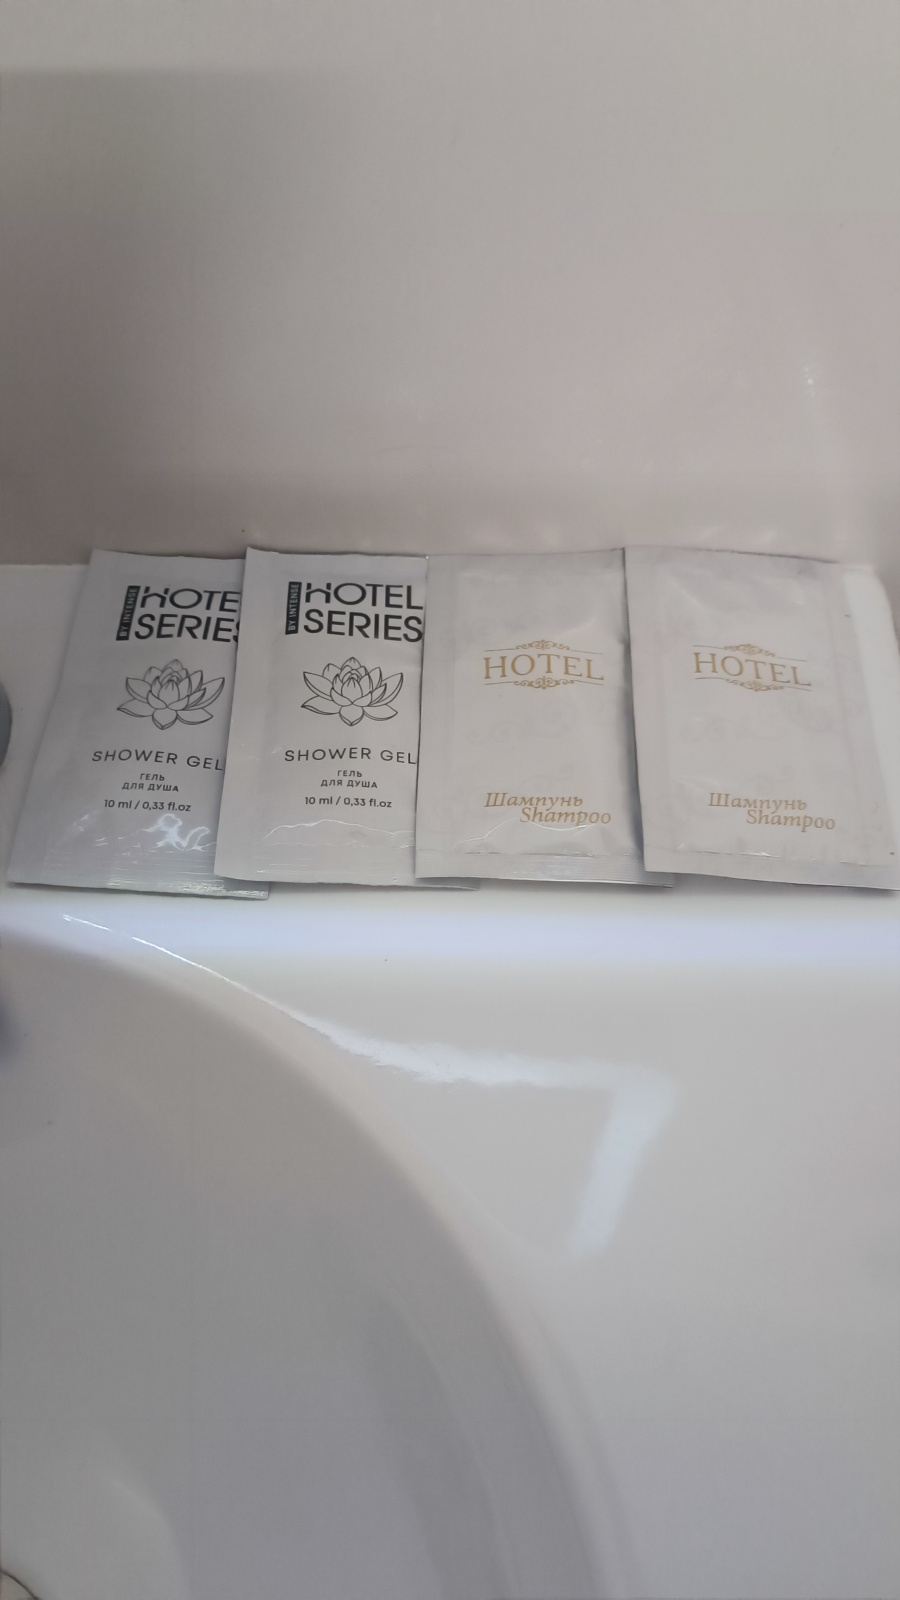 BY INTENSE
HOTE
SERIES
SHOWER GEL
ГЕЛЬ
ДЛЯ ДУША
10 ml / 0,33 fl.oz
BY INTENSE
HOTEL
SERIES
SHOWER GEL
ГЕЛЬ
ДЛЯ ДУША
10 ml / 0,33 fl.oz
HOTEL
Шампунь
Shampoo
HOTEL
Шампунь
Shampoo